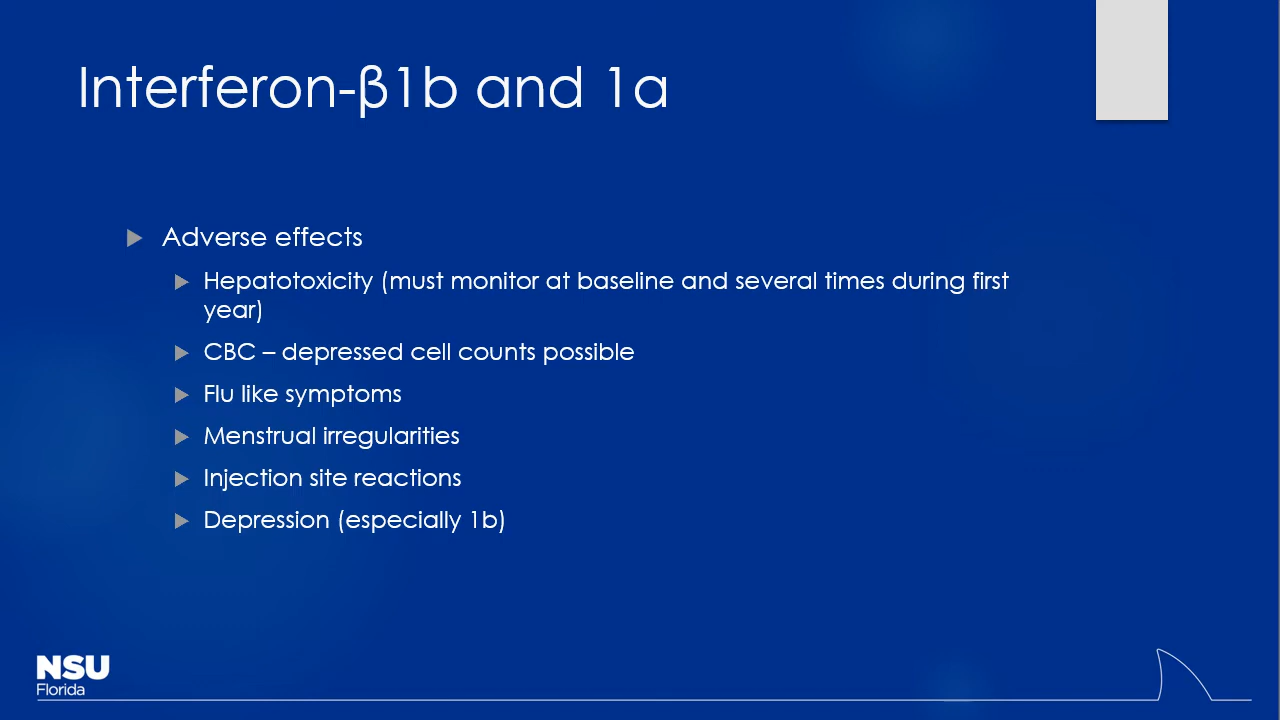 Interferon-β1b and 1a
Adverse effects
Hepatotoxicity (must monitor at baseline and several times during first
year)
CBC – depressed cell counts possible
Flu like symptoms
Menstrual irregularities
Injection site reactions
Depression (especially 1b)
NSU
Florida